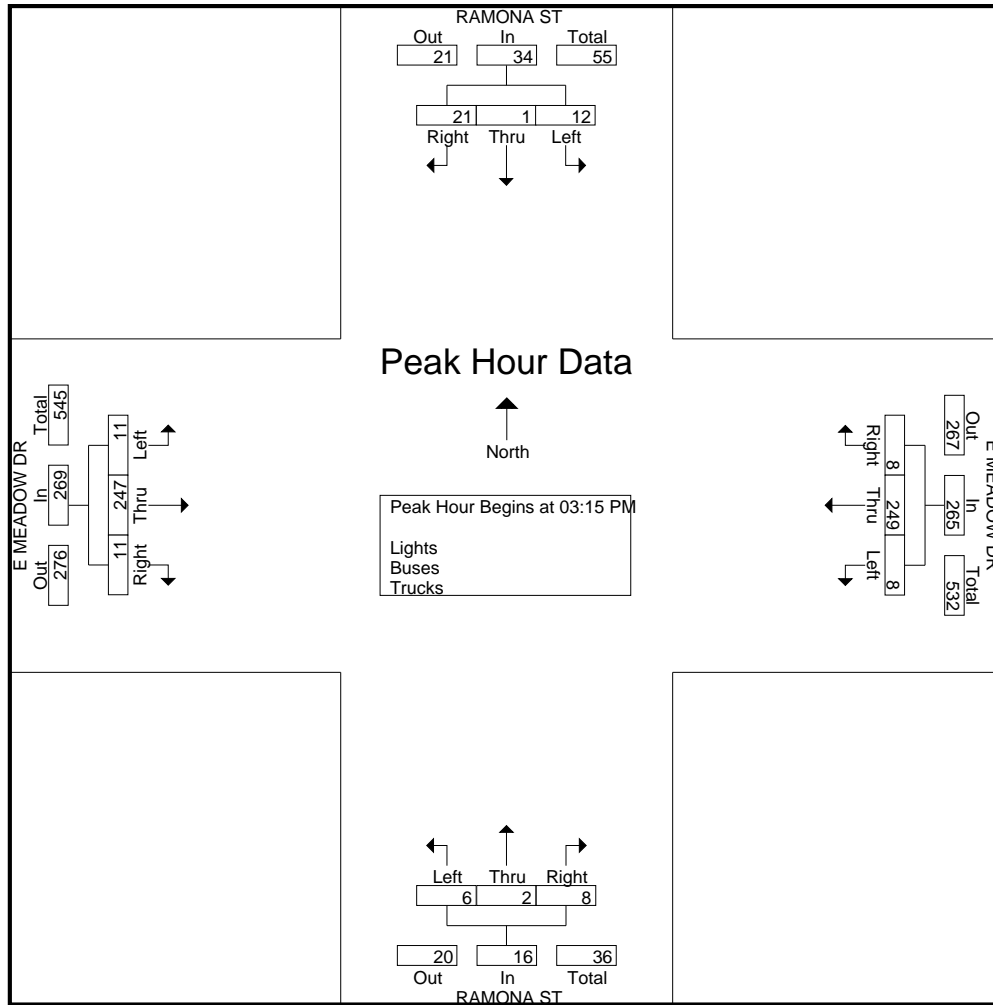 RAMONA ST
Out In Total
21 34 55
21 1 12
Right Thru Left
Peak Hour Data
North
Peak Hour Begins at 03:15 PM
Lights
Buses
Trucks
E MEADOW DR
Total In Out
545 269 276
11 247 11
Left Thru Right
E MEADOW DR
Out In Total
267 265 532
8 249 8
Right Thru Left
Left Thru Right
6 2 8
20 16 36
Out In Total
RAMONA ST